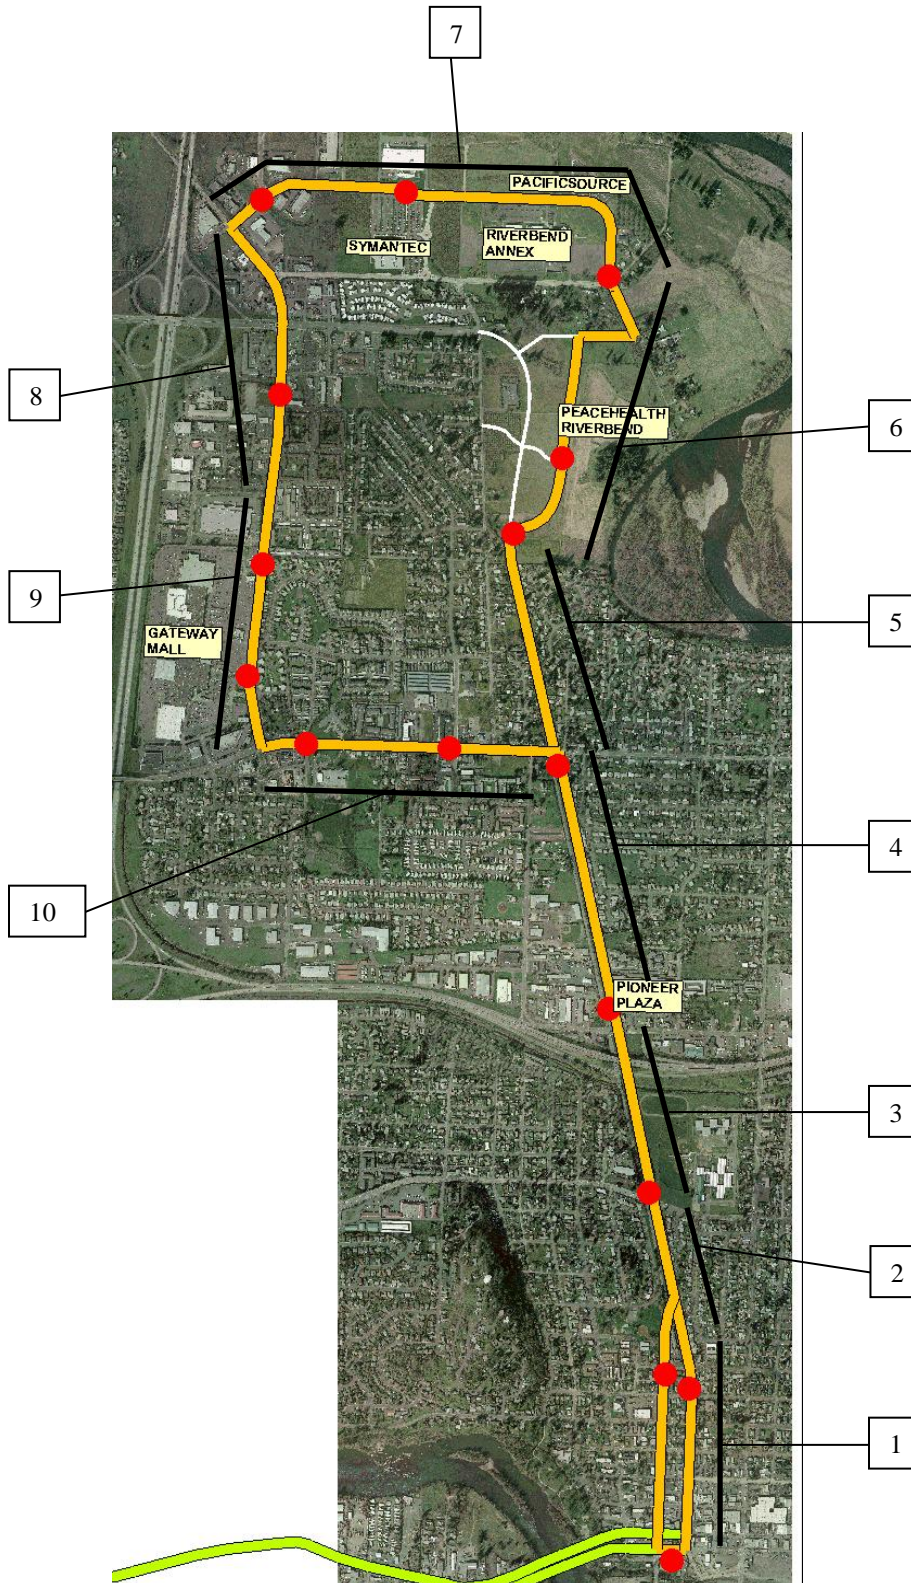 7
PACIFICSOURCE
SYMANTEC
RIVERBEND
ANNEX
8
PEACEHEALTH
RIVERBEND
6
9
GATEWAY
MALL
5
4
10
PIONEER
PLAZA
3
2
1